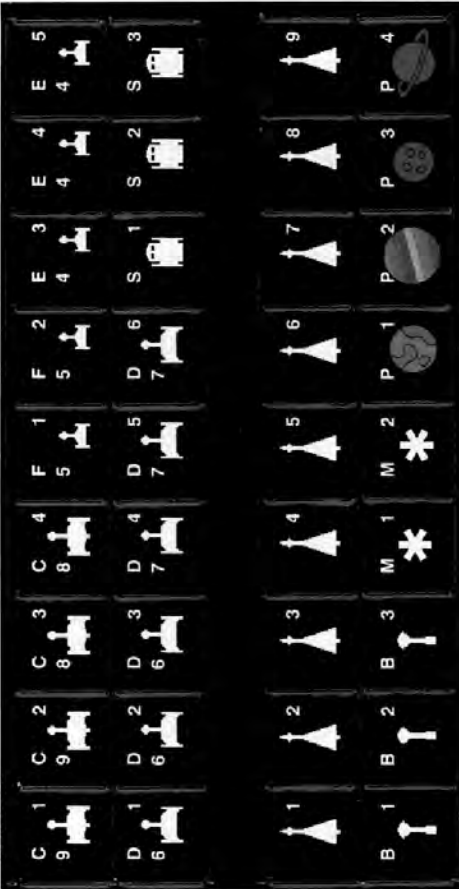 C 1 C 2 C 3 C 4 F 1 F 2 E 3 E 4 E 5
9 9 8 8 5 5 4 4 4
D 1 D 2 D 3 D 4 D 5 D 6 S 1 S 2 S 3
6 6 6 7 7 7
1 2 3 4 5 6 7 8 9
B 1 B 2 B 3 M 1 M 2 P 1 P 2 P 3 P 4